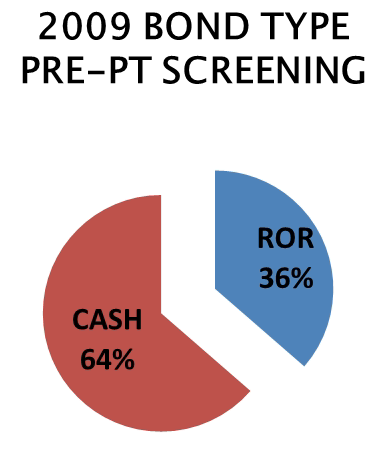 2009 BOND TYPE
PRE-PT SCREENING
ROR
36%
CASH
64%